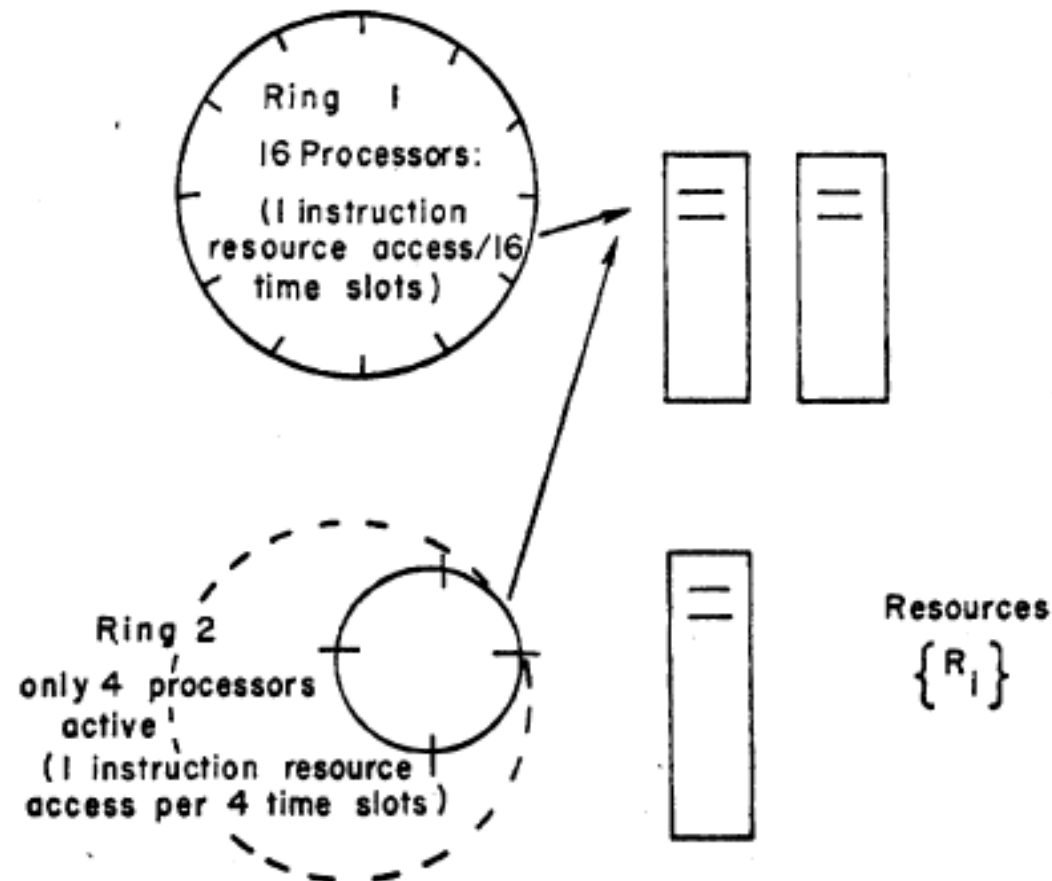 Ring 1
16 Processors:
(1 instruction
resource access/16
time slots)
Ring 2
only 4 processors
active
(1 instruction resource
access per 4 time slots)
Resources
{R_i}